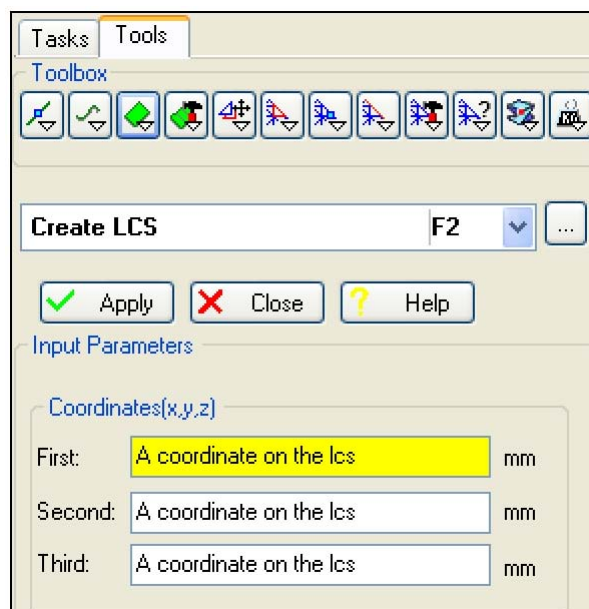 Tasks Tools
Toolbox
Create LCS F2 ...
Apply Close ? Help
Input Parameters
Coordinates(x,y,z)
First: A coordinate on the lcs mm
Second: A coordinate on the lcs mm
Third: A coordinate on the lcs mm